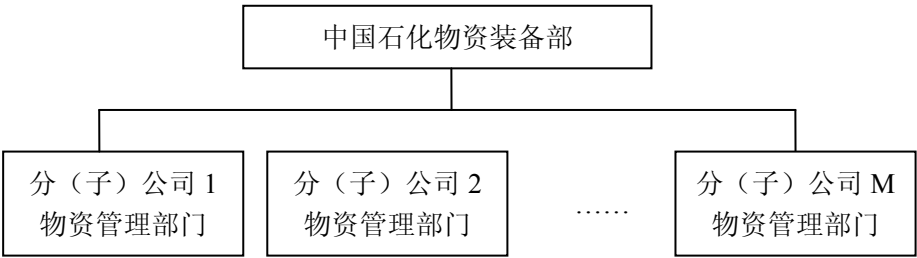 中国石化物资装备部
分（子）公司 1
物资管理部门
分（子）公司 2
物资管理部门
……
分（子）公司 M
物资管理部门